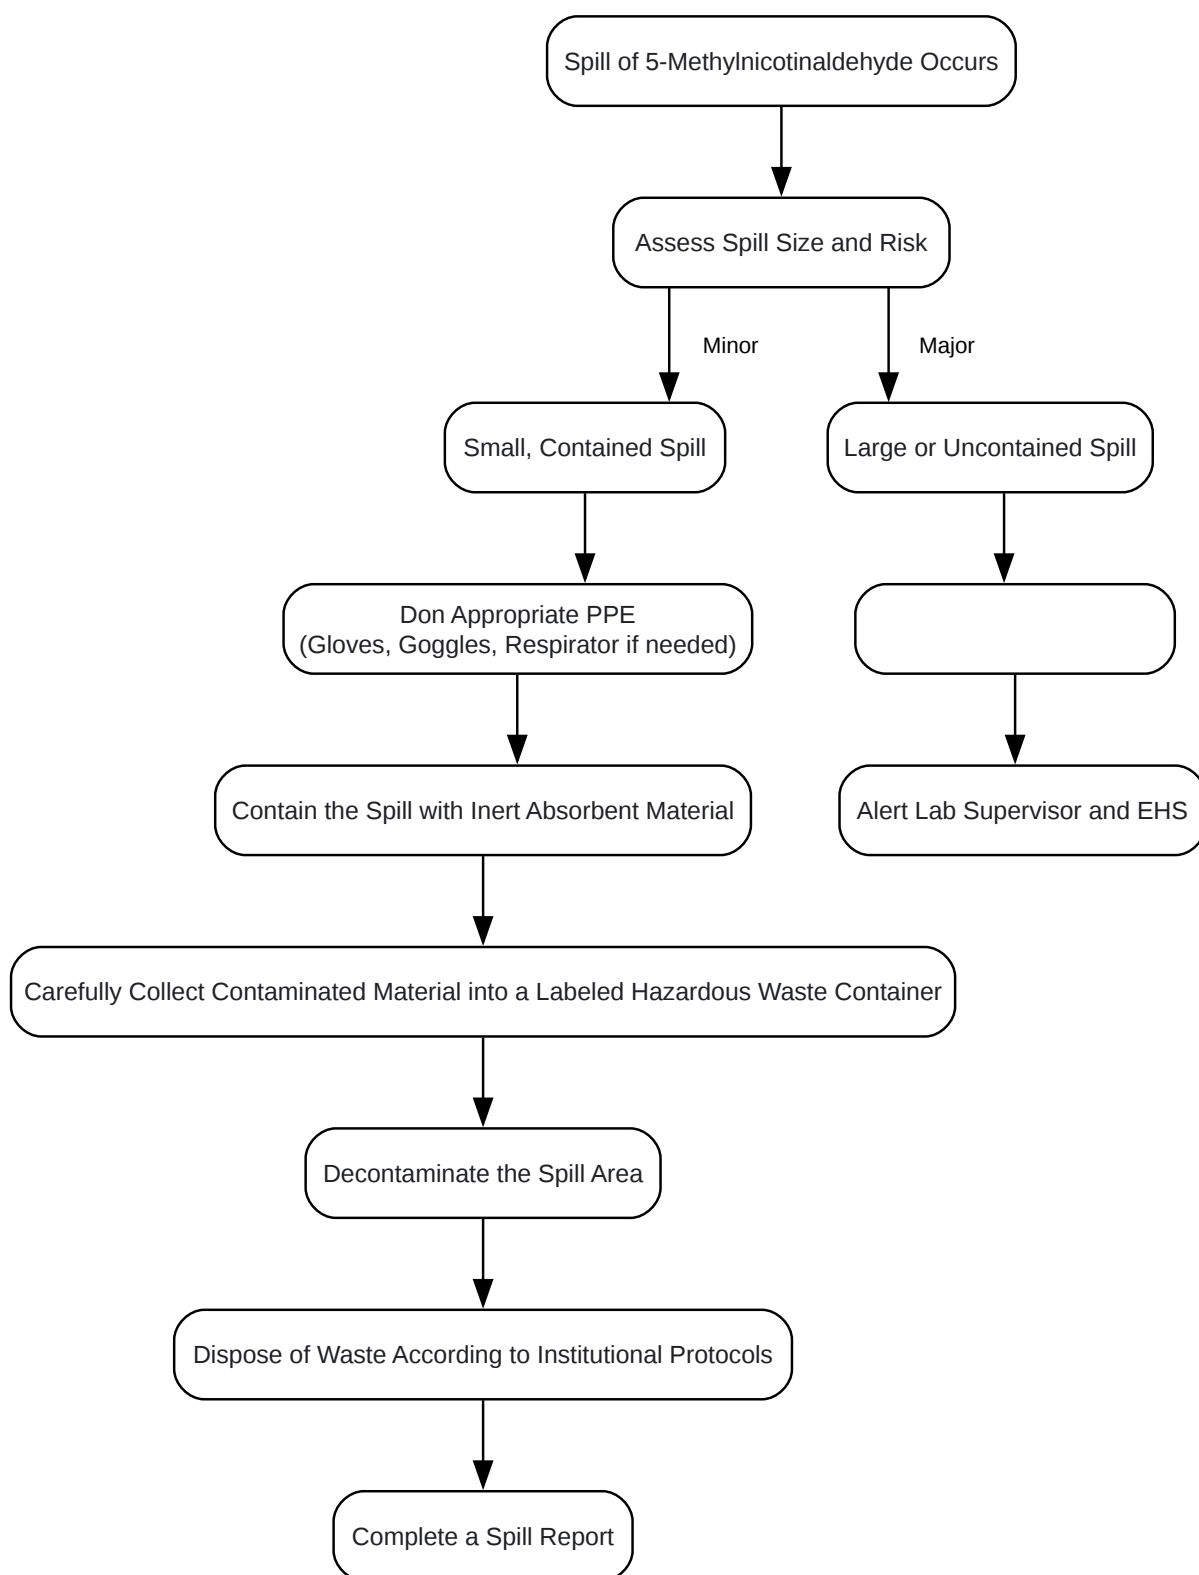 Spill of 5-Methylnicotinaldehyde Occurs
Assess Spill Size and Risk
Minor
Major
Small, Contained Spill
Large or Uncontained Spill
Don Appropriate PPE
(Gloves, Goggles, Respirator if needed)
Contain the Spill with Inert Absorbent Material
Alert Lab Supervisor and EHS
Carefully Collect Contaminated Material into a Labeled Hazardous Waste Container
Decontaminate the Spill Area
Dispose of Waste According to Institutional Protocols
Complete a Spill Report